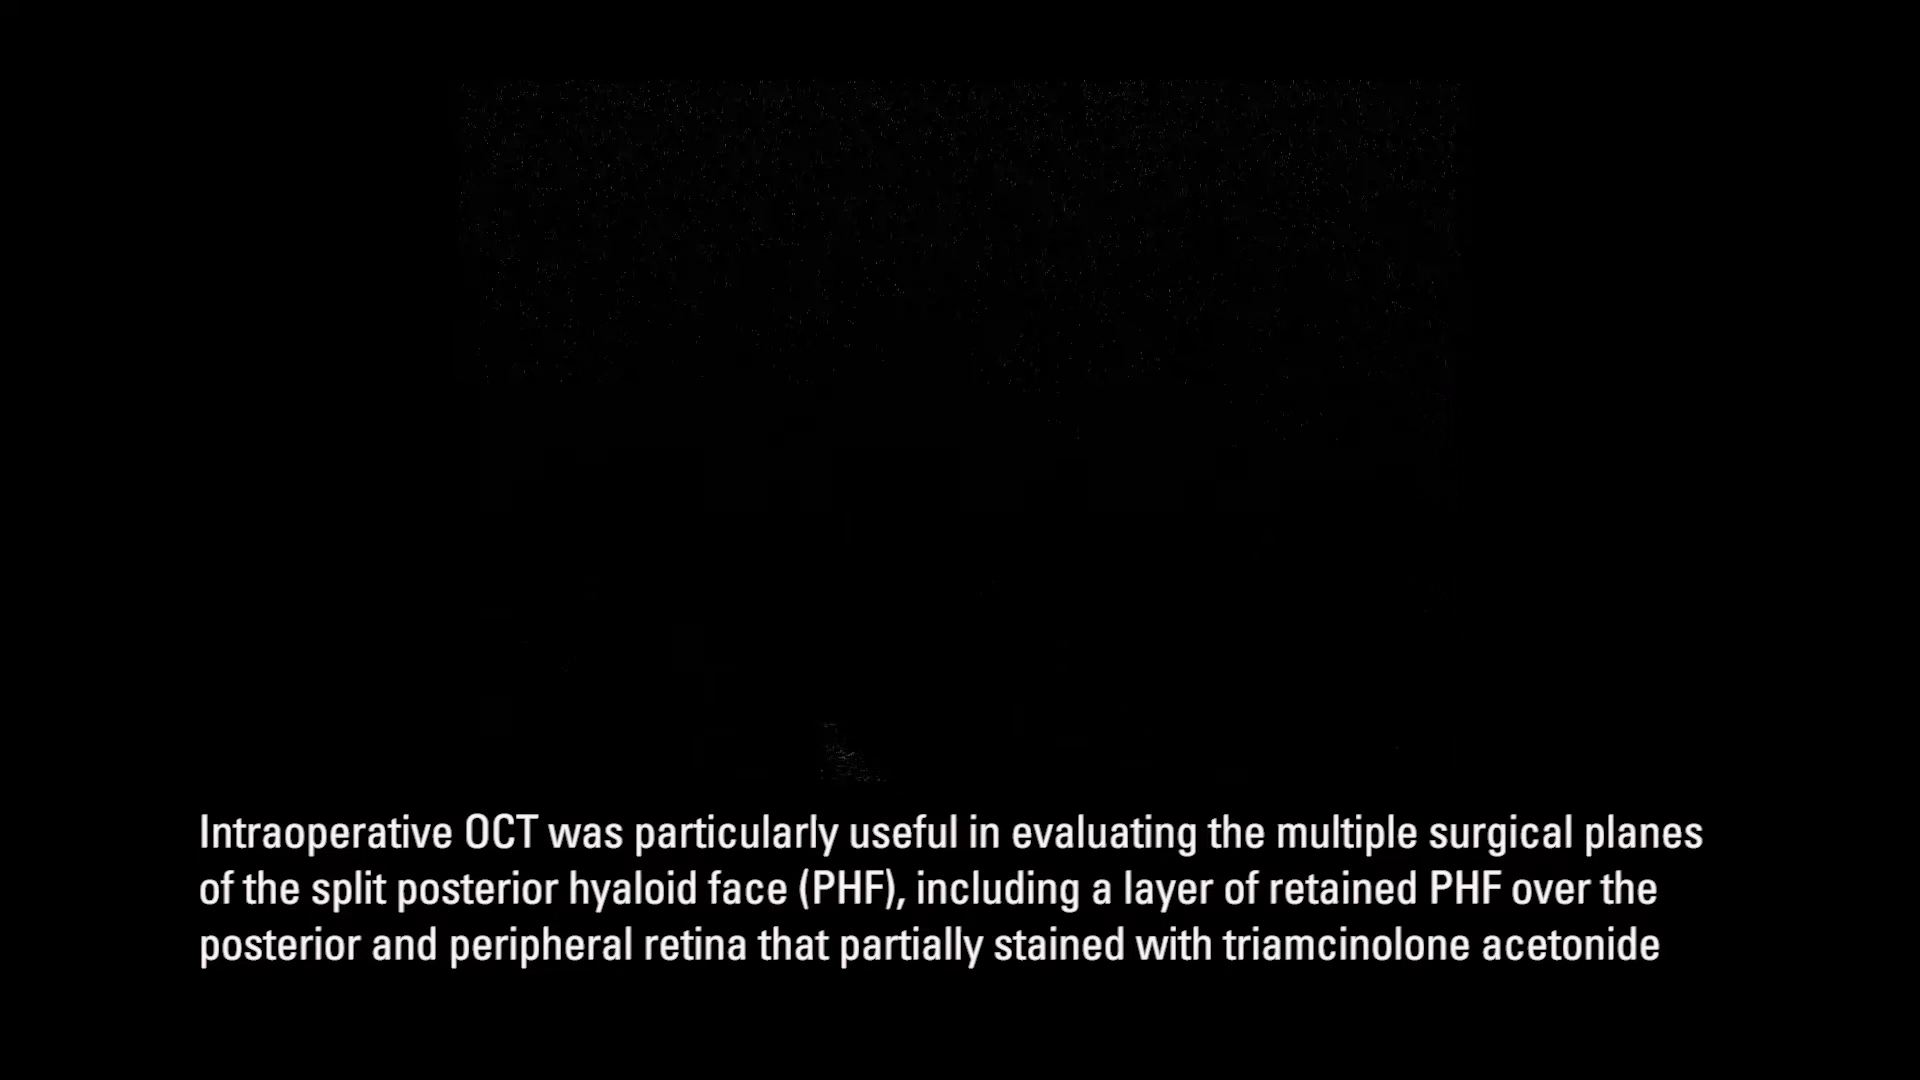 Intraoperative OCT was particularly useful in evaluating the multiple surgical planes
of the split posterior hyaloid face (PHF), including a layer of retained PHF over the
posterior and peripheral retina that partially stained with triamcinolone acetonide